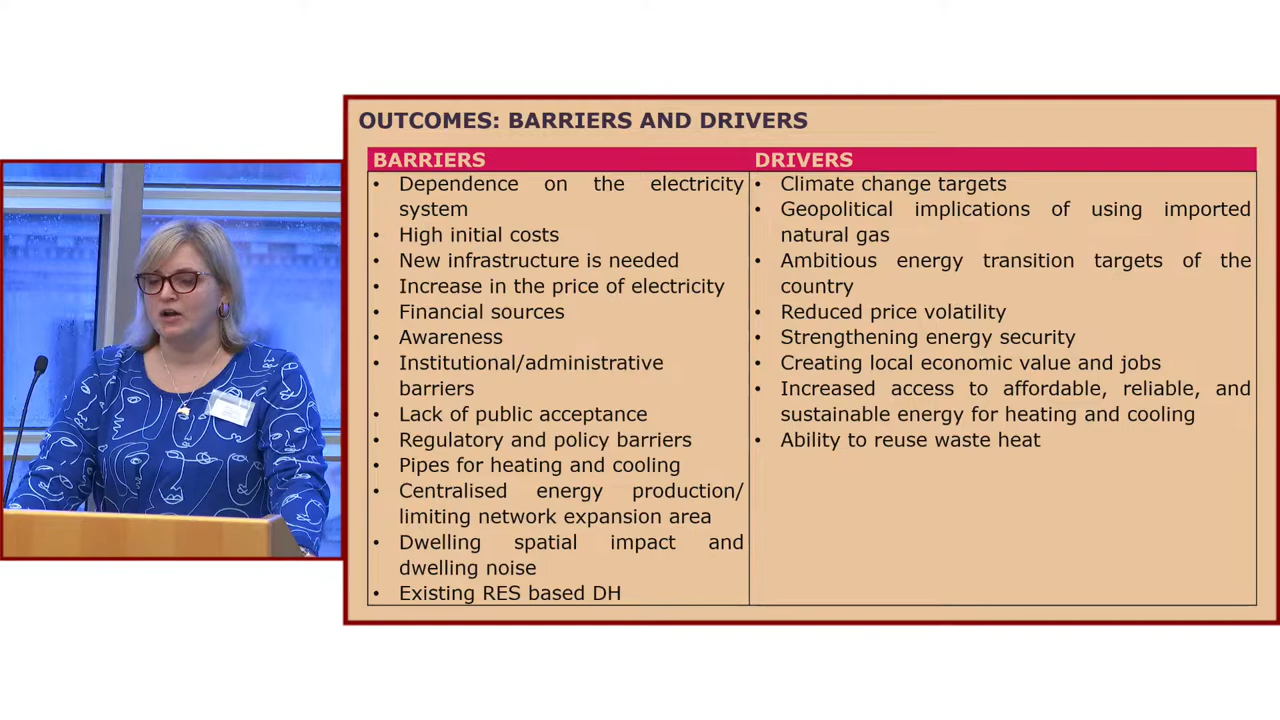 OUTCOMES: BARRIERS AND DRIVERS
BARRIERS
• Dependence on the electricity
system
• High initial costs
• New infrastructure is needed
• Increase in the price of electricity
• Financial sources
• Awareness
• Institutional/administrative
barriers
• Lack of public acceptance
• Regulatory and policy barriers
• Pipes for heating and cooling
• Centralised energy production/
limiting network expansion area
• Dwelling spatial impact and
dwelling noise
• Existing RES based DH
DRIVERS
• Climate change targets
• Geopolitical implications of using imported
natural gas
• Ambitious energy transition targets of the
country
• Reduced price volatility
• Strengthening energy security
• Creating local economic value and jobs
• Increased access to affordable, reliable, and
sustainable energy for heating and cooling
• Ability to reuse waste heat